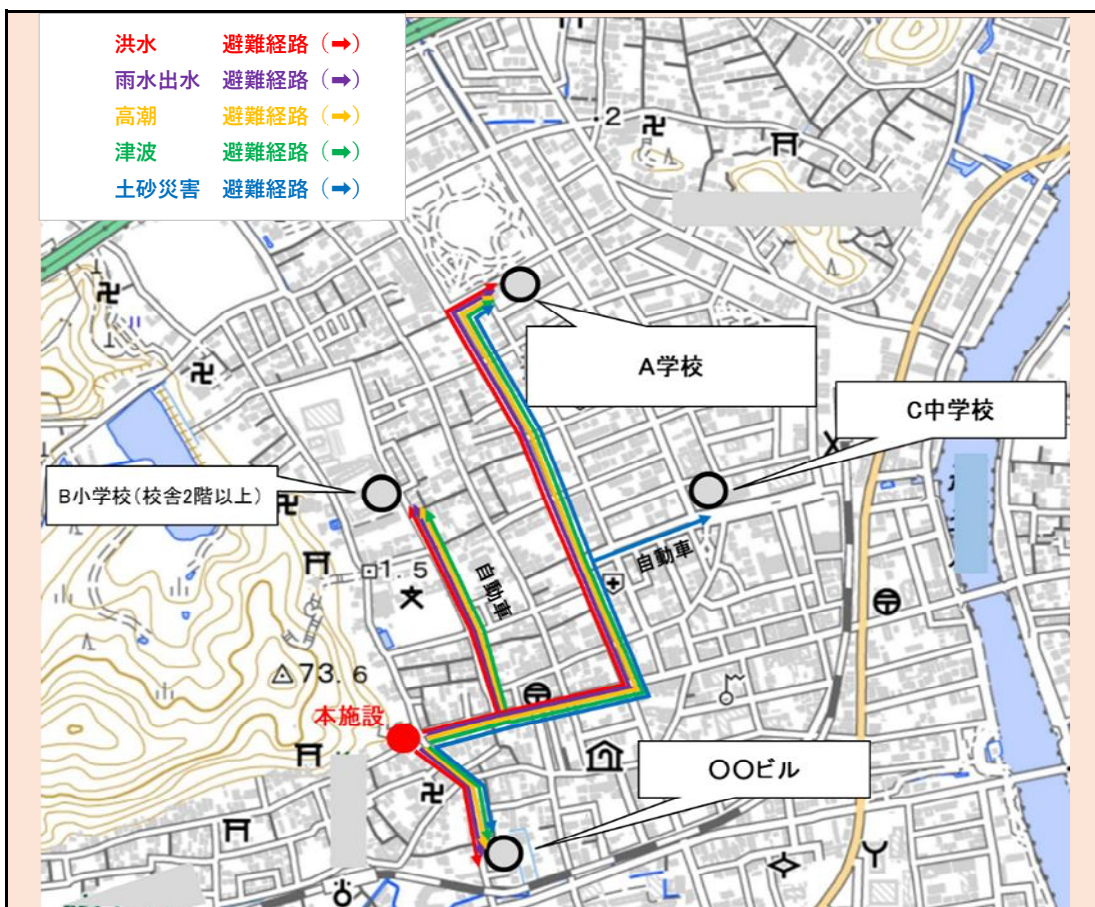 洪水 避難経路（➡）
雨水出水 避難経路（➡）
高潮 避難経路（➡）
津波 避難経路（➡）
土砂災害 避難経路（➡）
.2
A学校
C中学校
B小学校(校舎2階以上)
自動車
1.5
自動車
73.6
本施設
〇〇ビル